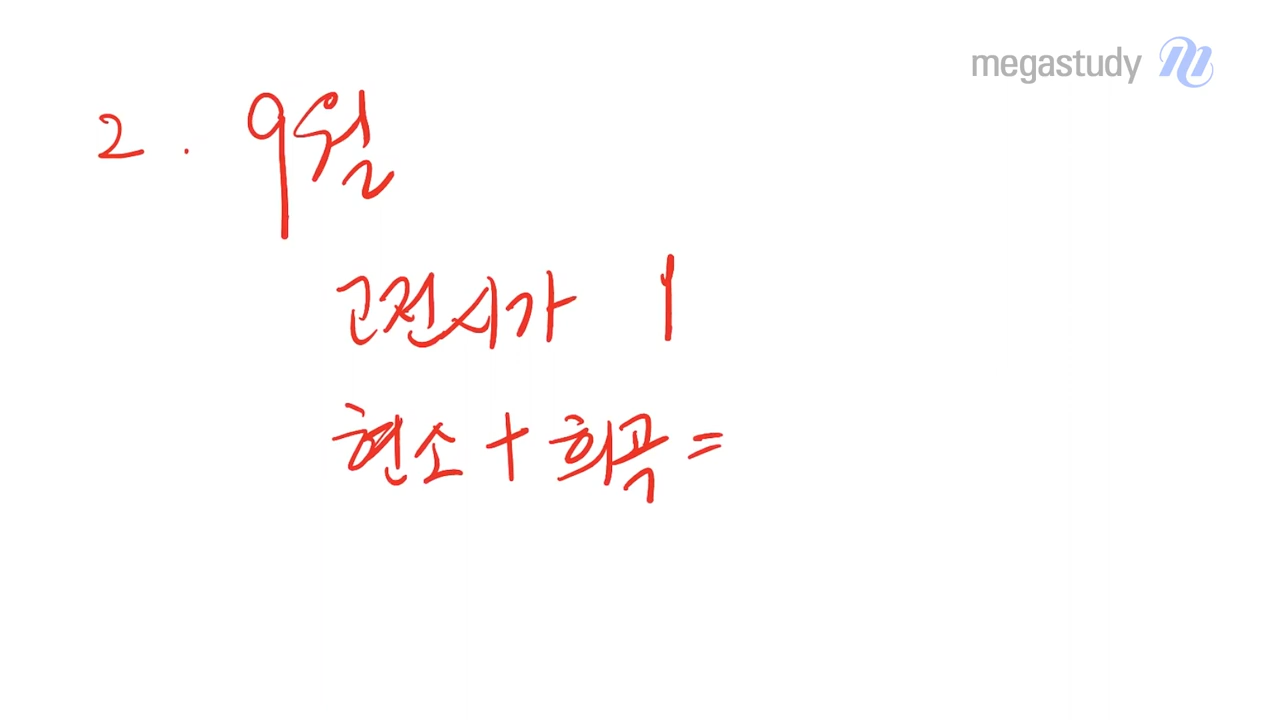 megastudy
2. 9월
고전시가 1
현소 + 희곡 =